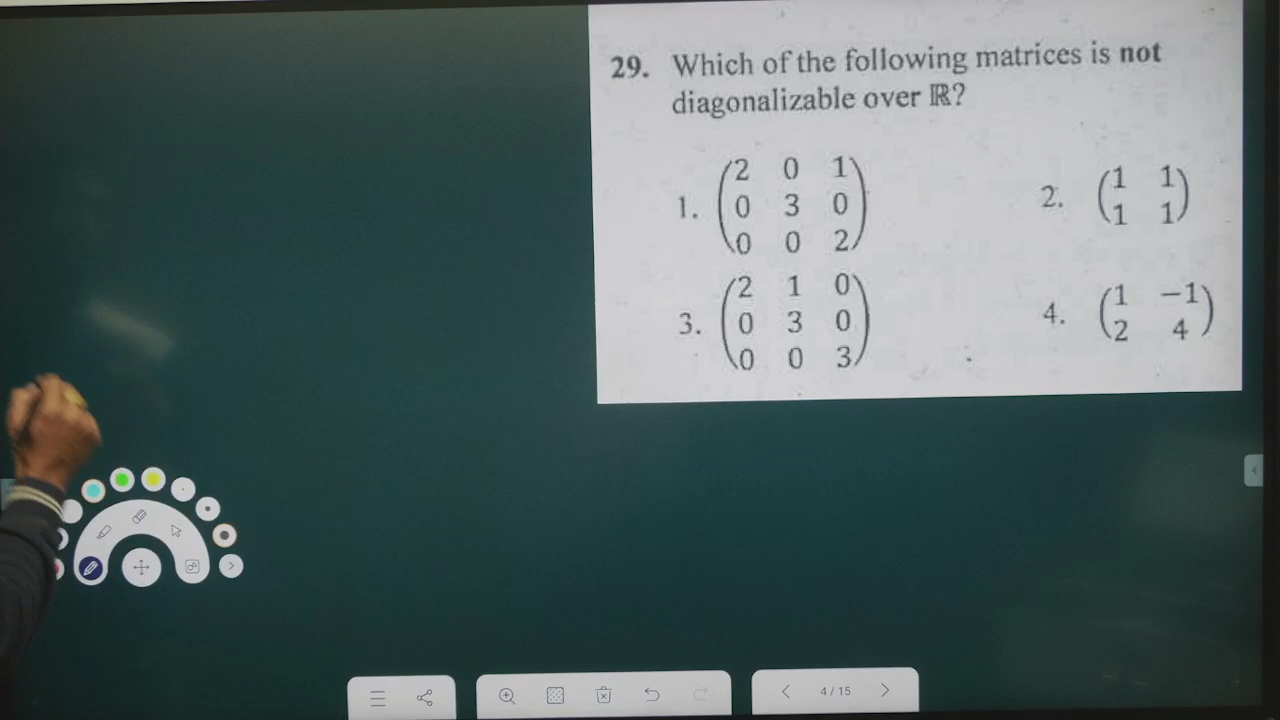 29. Which of the following matrices is not
diagonalizable over ℝ?
1. (2 0 1
0 3 0
0 0 2)
2. (1 1
1 1)
3. (2 1 0
0 3 0
0 0 3)
4. (1 -1
2 4)
4/15